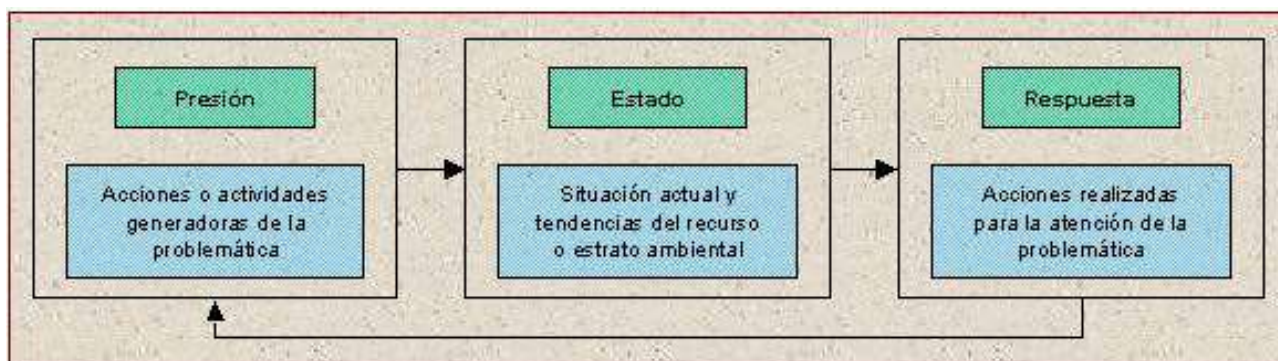 Presión
Acciones o actividades
generadoras de la
problemática
Estado
Situación actual y
tendencias del recurso
o estrato ambiental
Respuesta
Acciones realizadas
para la atención de la
problemática